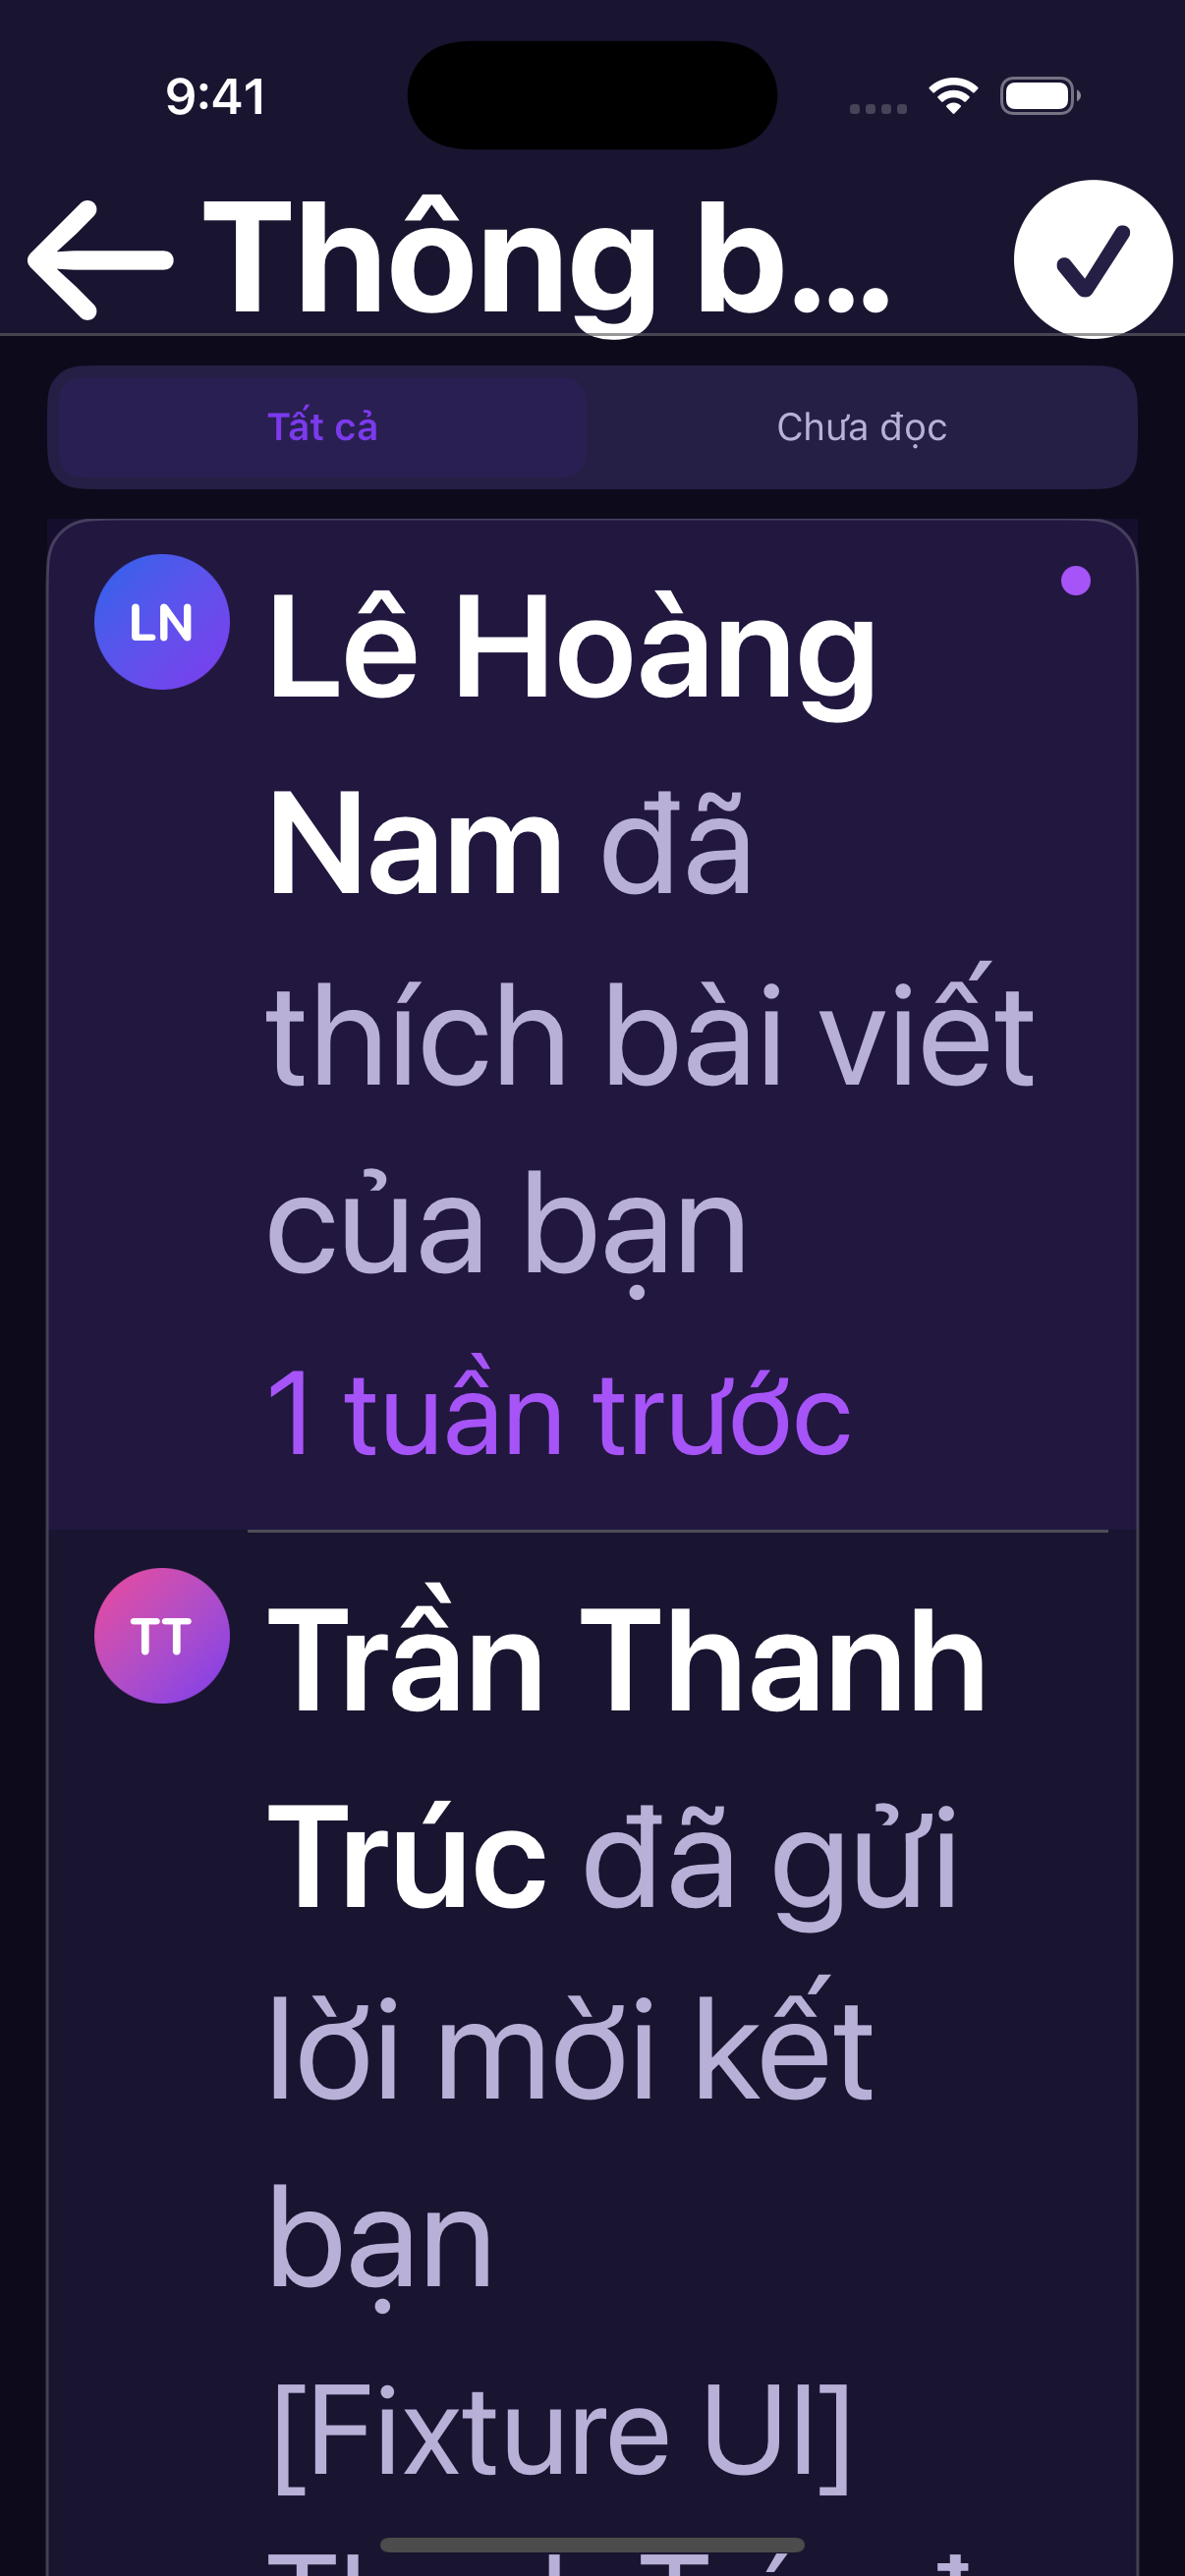 9:41
Thông b...
Tất cả
Chưa đọc
LN
Lê Hoàng
Nam đã
thích bài viết
của bạn
1 tuần trước
TT
Trần Thanh
Trúc đã gửi
lời mời kết
bạn
[Fixture UI]